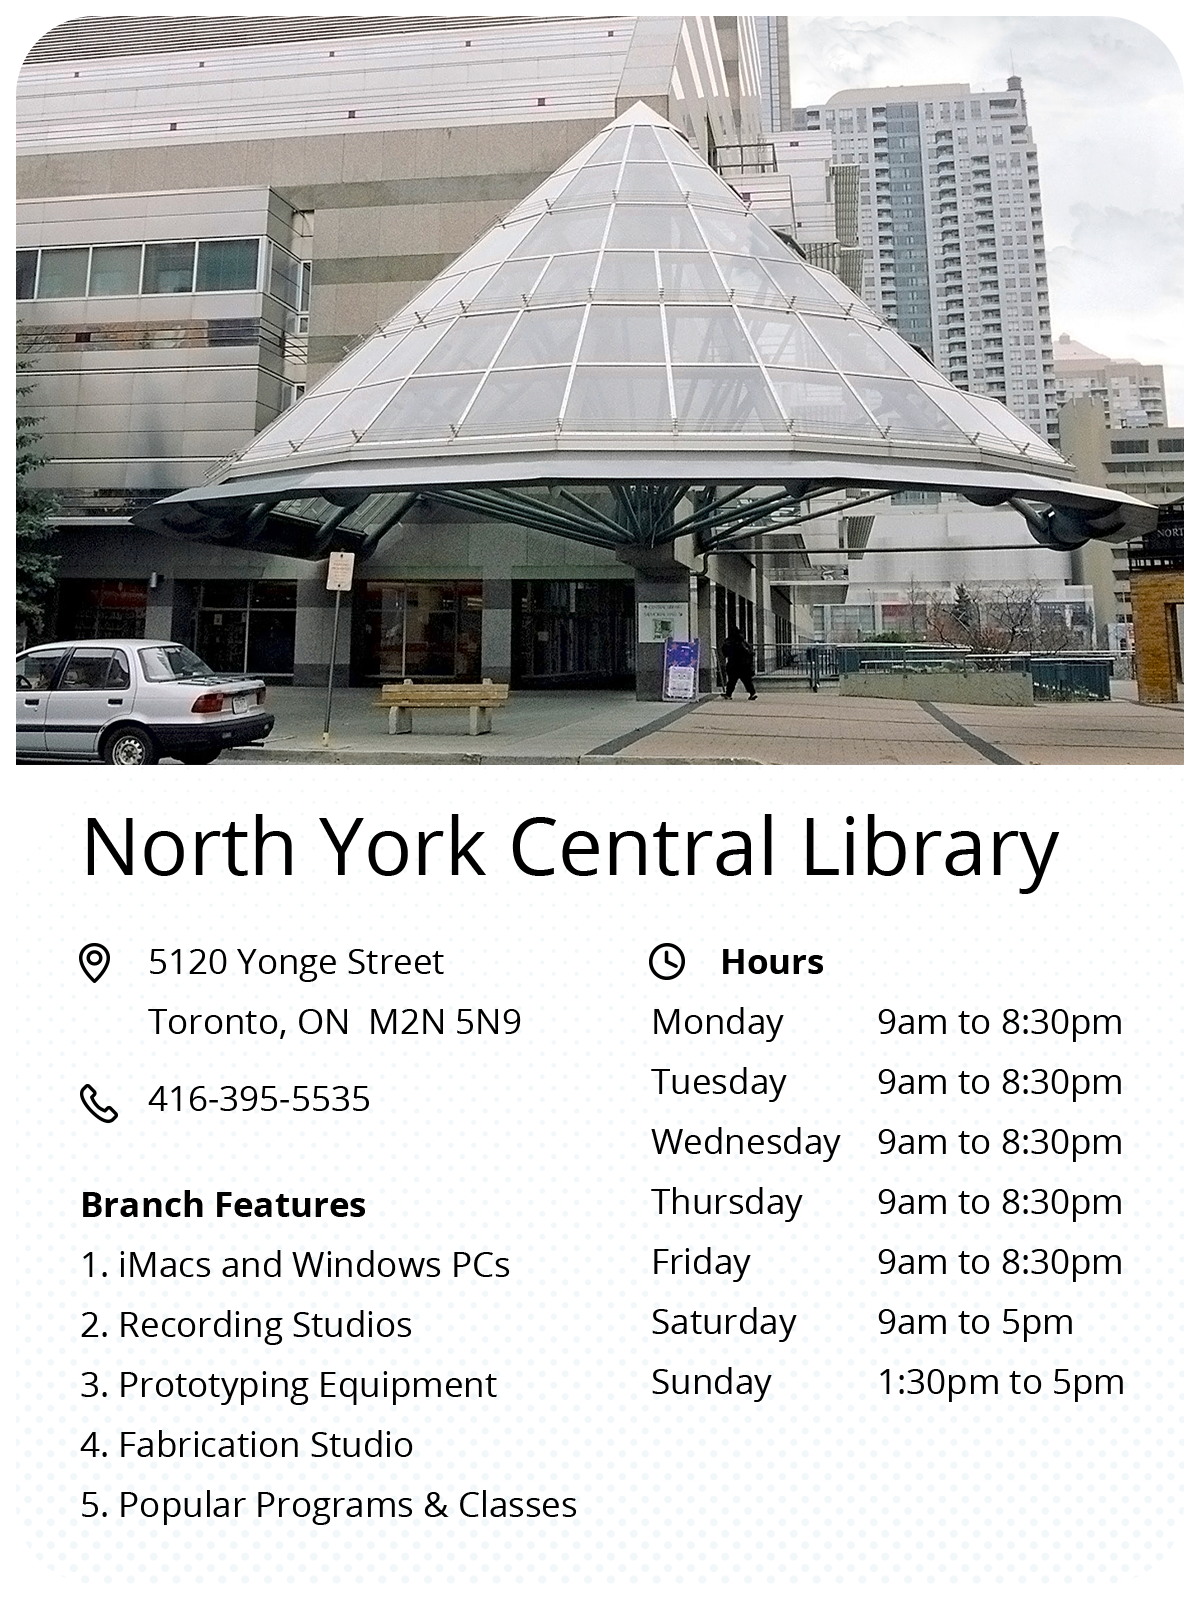 NORT
CENTRAL LIBRARY
North York Central Library
5120 Yonge Street
Toronto, ON  M2N 5N9
416-395-5535
Branch Features
1. iMacs and Windows PCs
2. Recording Studios
3. Prototyping Equipment
4. Fabrication Studio
5. Popular Programs & Classes
Hours
Monday 9am to 8:30pm
Tuesday 9am to 8:30pm
Wednesday 9am to 8:30pm
Thursday 9am to 8:30pm
Friday 9am to 8:30pm
Saturday 9am to 5pm
Sunday 1:30pm to 5pm